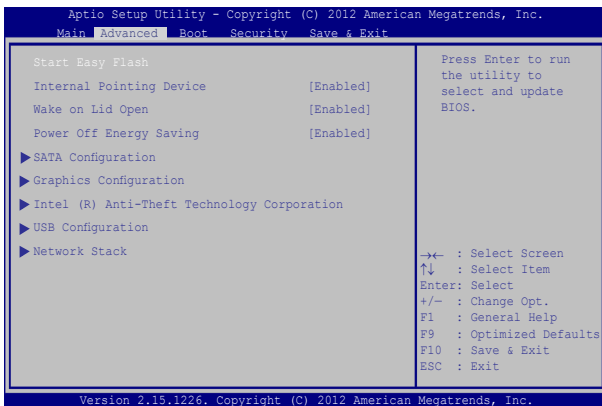 Aptio Setup Utility - Copyright (C) 2012 American Megatrends, Inc.
Main Advanced Boot Security Save & Exit
Start Easy Flash
Internal Pointing Device [Enabled]
Wake on Lid Open [Enabled]
Power Off Energy Saving [Enabled]
SATA Configuration
Graphics Configuration
Intel (R) Anti-Theft Technology Corporation
USB Configuration
Network Stack
Press Enter to run
the utility to
select and update
BIOS.
→← : Select Screen
↑↓ : Select Item
Enter: Select
+/— : Change Opt.
F1 : General Help
F9 : Optimized Defaults
F10 : Save & Exit
ESC : Exit
Version 2.15.1226. Copyright (C) 2012 American Megatrends, Inc.